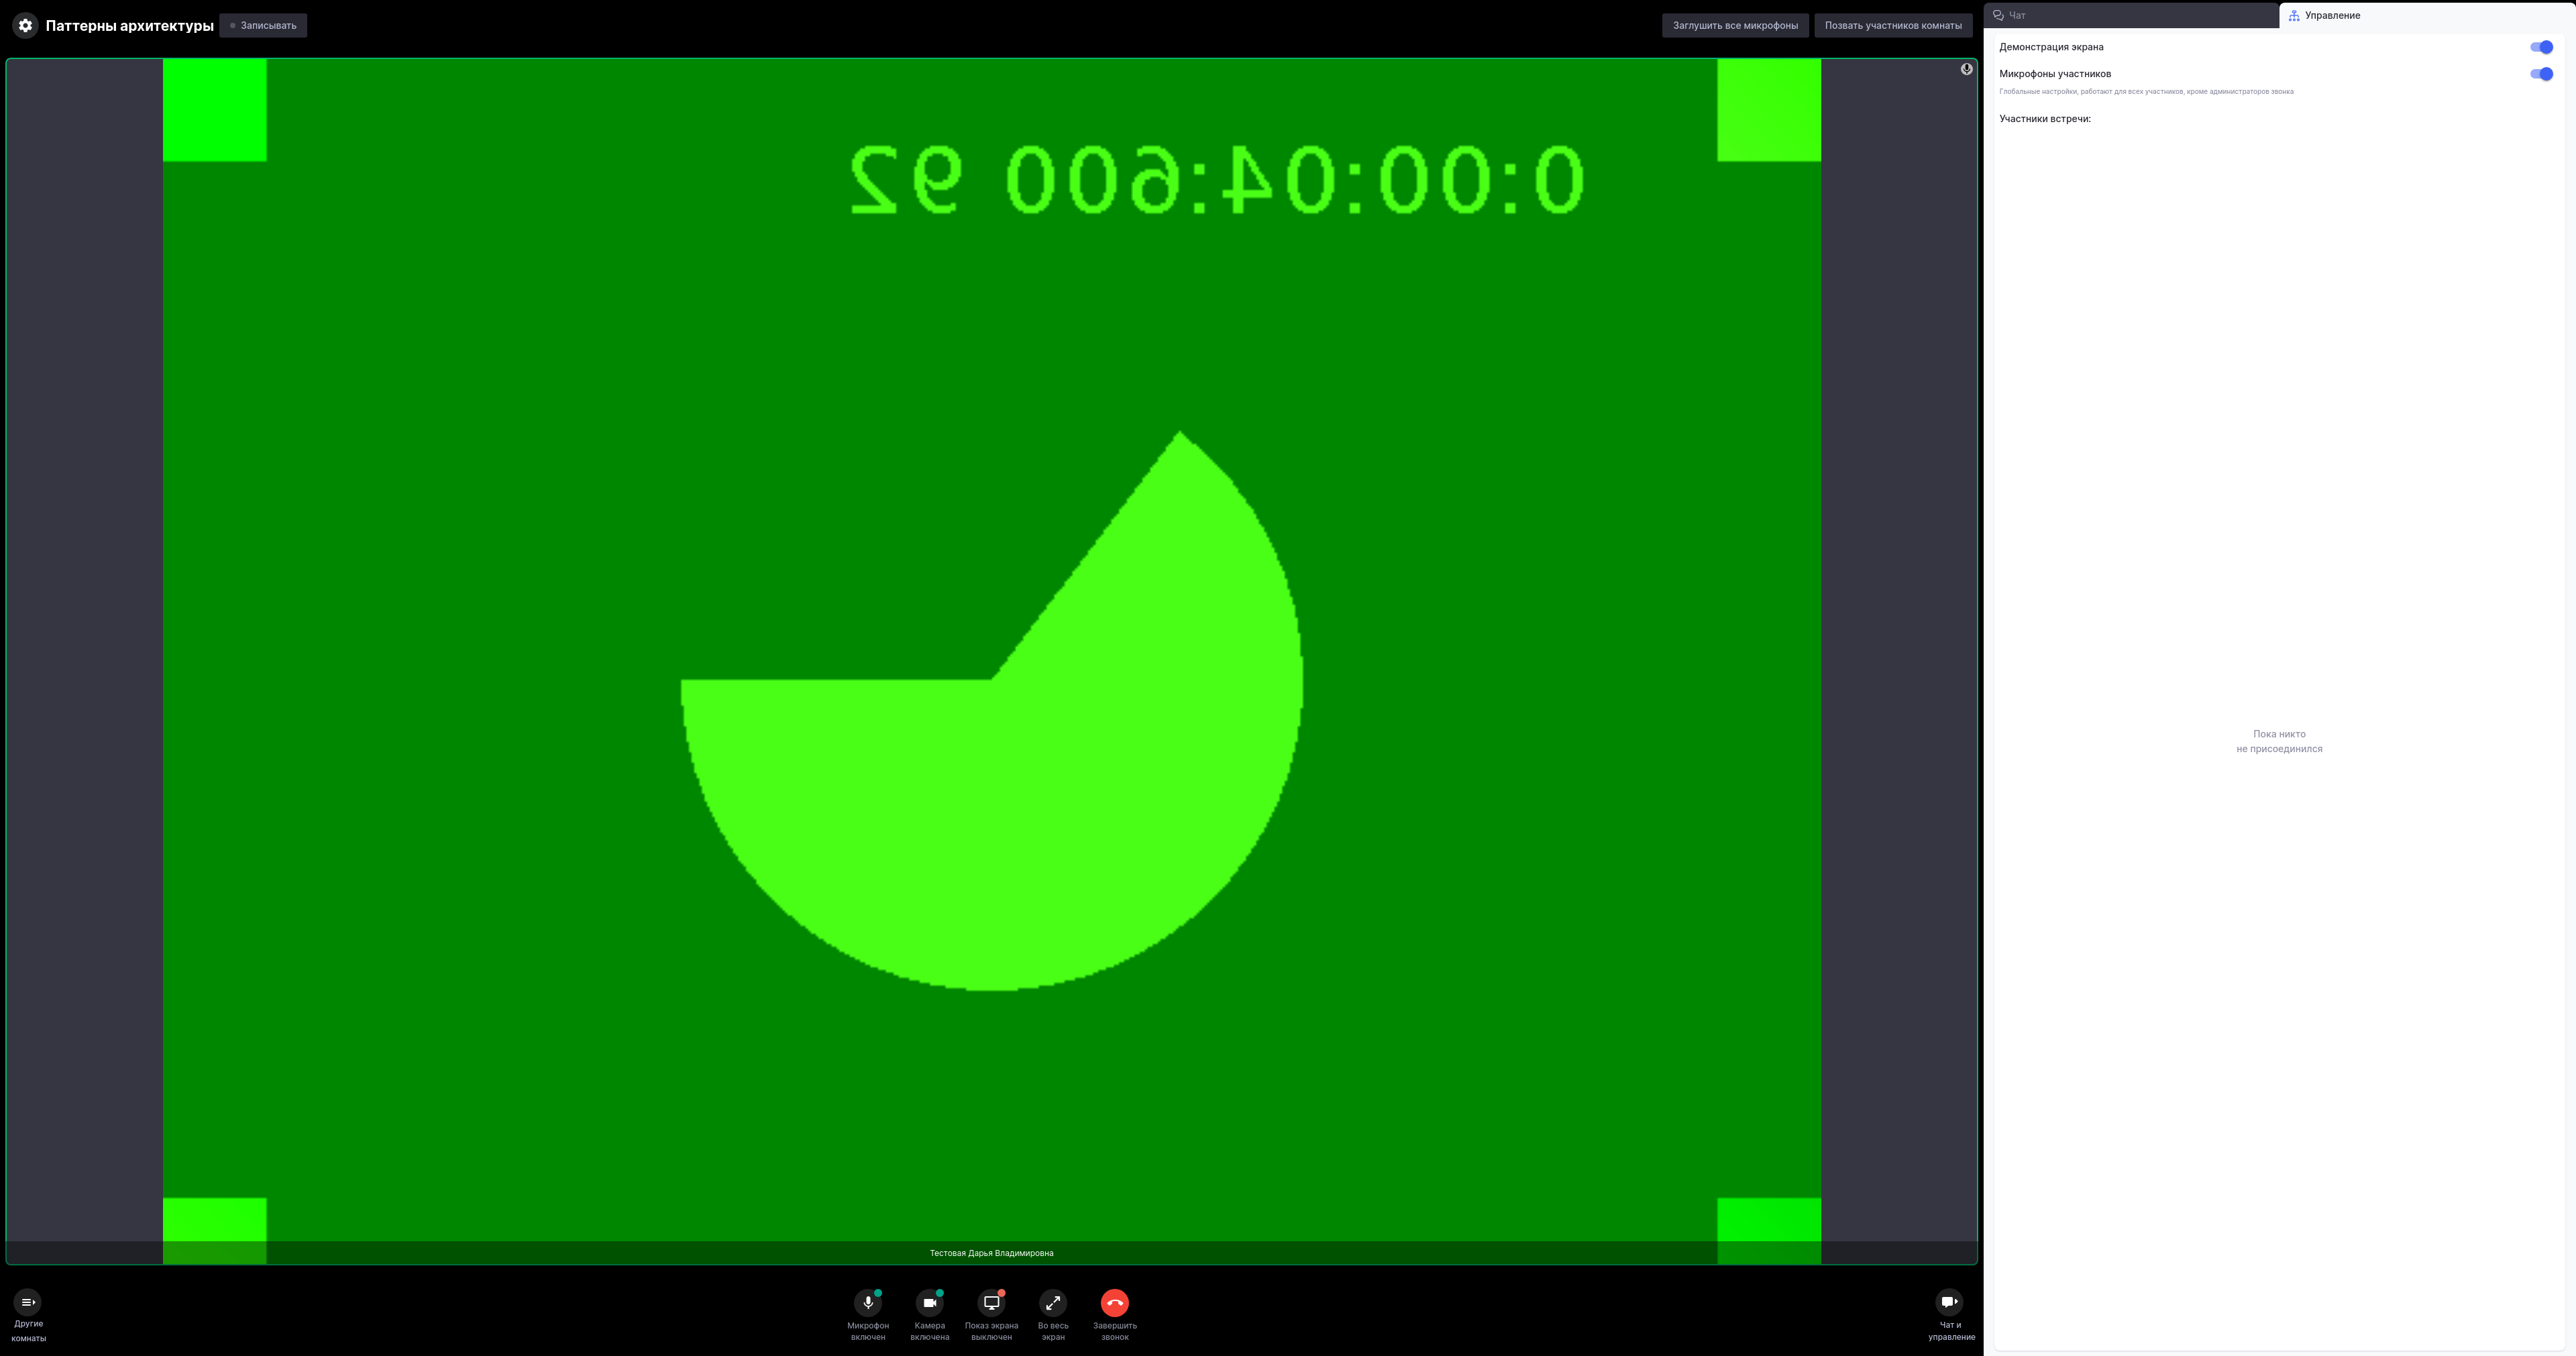 Паттерны архитектуры
Записывать
Заглушить все микрофоны
Позвать участников комнаты
Чат
Управление
Демонстрация экрана
Микрофоны участников
Глобальные настройки, работают для всех участников, кроме администраторов звонка
Участники встречи:
0:00:04:600 92
Пока никто
не присоединился
Тестовая Дарья Владимировна
Другие
комнаты
Микрофон
включен
Камера
включена
Показ экрана
выключен
Во весь
экран
Завершить
звонок
Чат и
управление